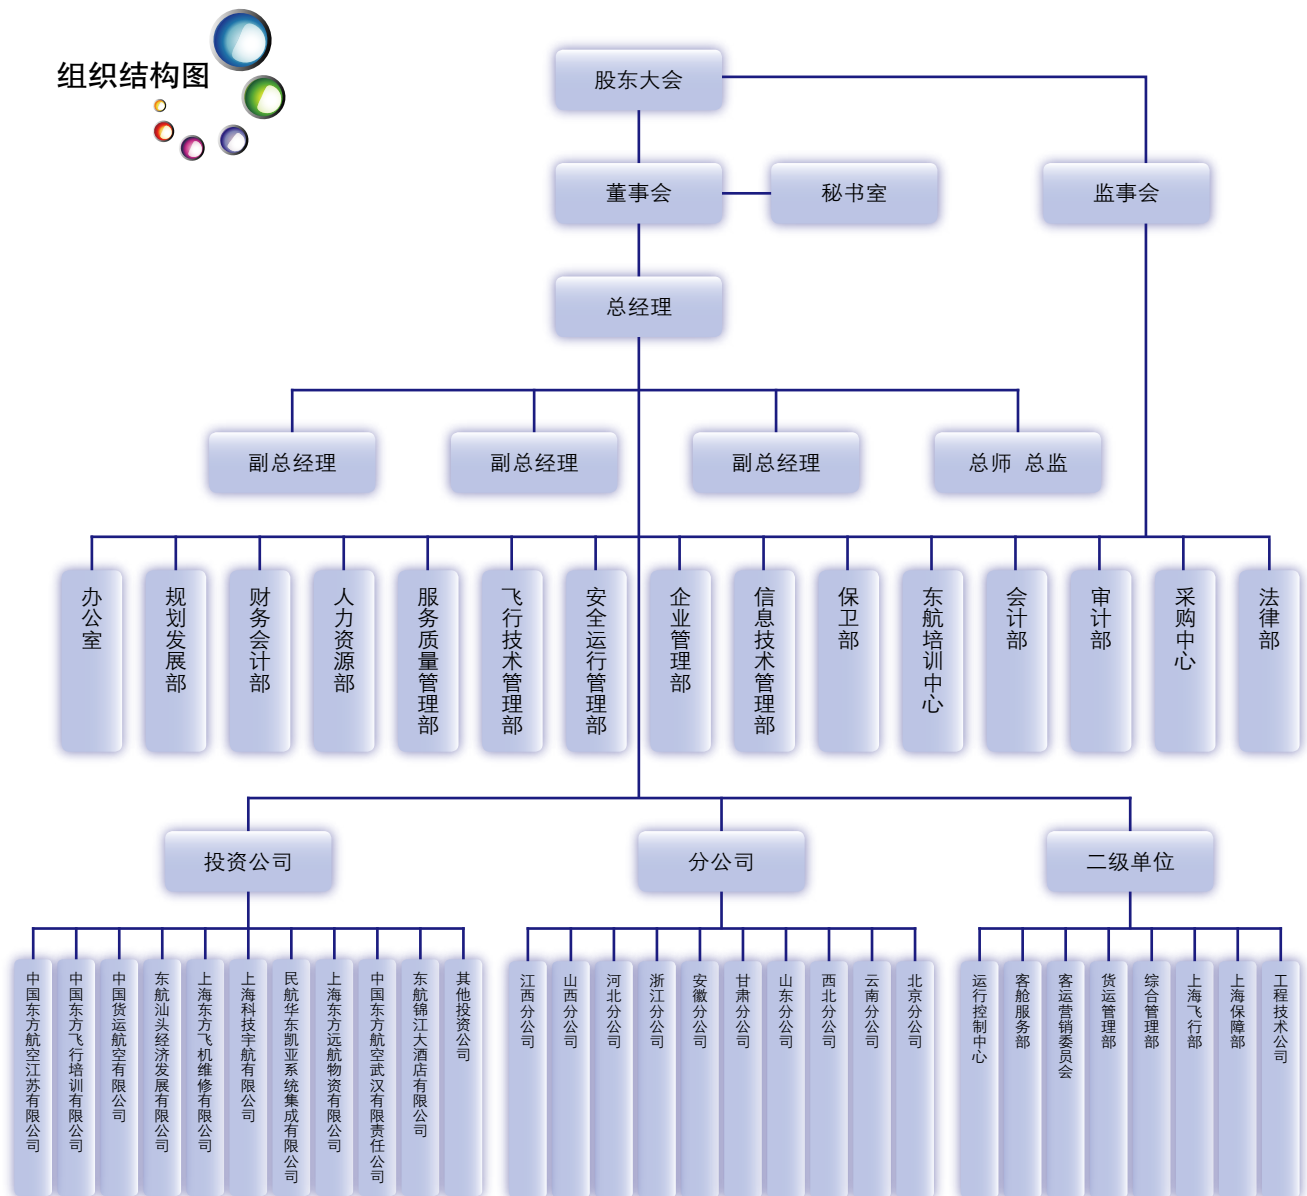 组织结构图
股东大会
董事会
秘书室
监事会
总经理
副总经理
副总经理
副总经理
总师 总监
办公室
规划发展部
财务会计部
人力资源部
服务质量管理部
飞行技术管理部
安全运行管理部
企业管理部
信息技术管理部
保卫部
东航培训中心
会计部
审计部
采购中心
法律部
投资公司
分公司
二级单位
中国东方航空江苏有限公司
中国东方飞行培训有限公司
中国货运航空有限公司
东航汕头经济发展有限公司
上海东方飞机维修有限公司
上海科技宇航有限公司
民航华东凯亚系统集成有限公司
上海东方远航物资有限公司
中国东方航空武汉有限责任公司
东航锦江大酒店有限公司
其他投资公司
江西分公司
山西分公司
河北分公司
浙江分公司
安徽分公司
甘肃分公司
山东分公司
西北分公司
云南分公司
北京分公司
运行控制中心
客舱服务部
客运营销委员会
货运管理部
综合管理部
上海飞行部
上海保障部
工程技术公司